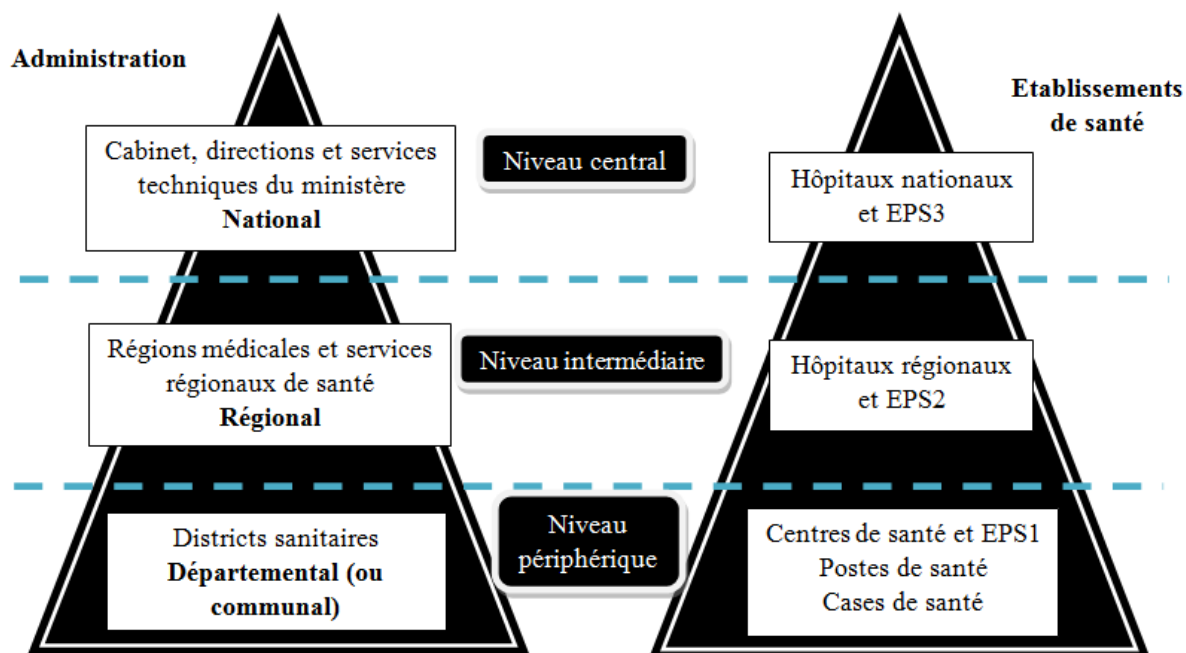 Administration
Etablissements
de santé
Cabinet, directions et services
techniques du ministère
National
Niveau central
Hôpitaux nationaux
et EPS3
Régions médicales et services
régionaux de santé
Régional
Niveau intermédiaire
Hôpitaux régionaux
et EPS2
Districts sanitaires
Départemental (ou
communal)
Niveau
périphérique
Centres de santé et EPS1
Postes de santé
Cases de santé